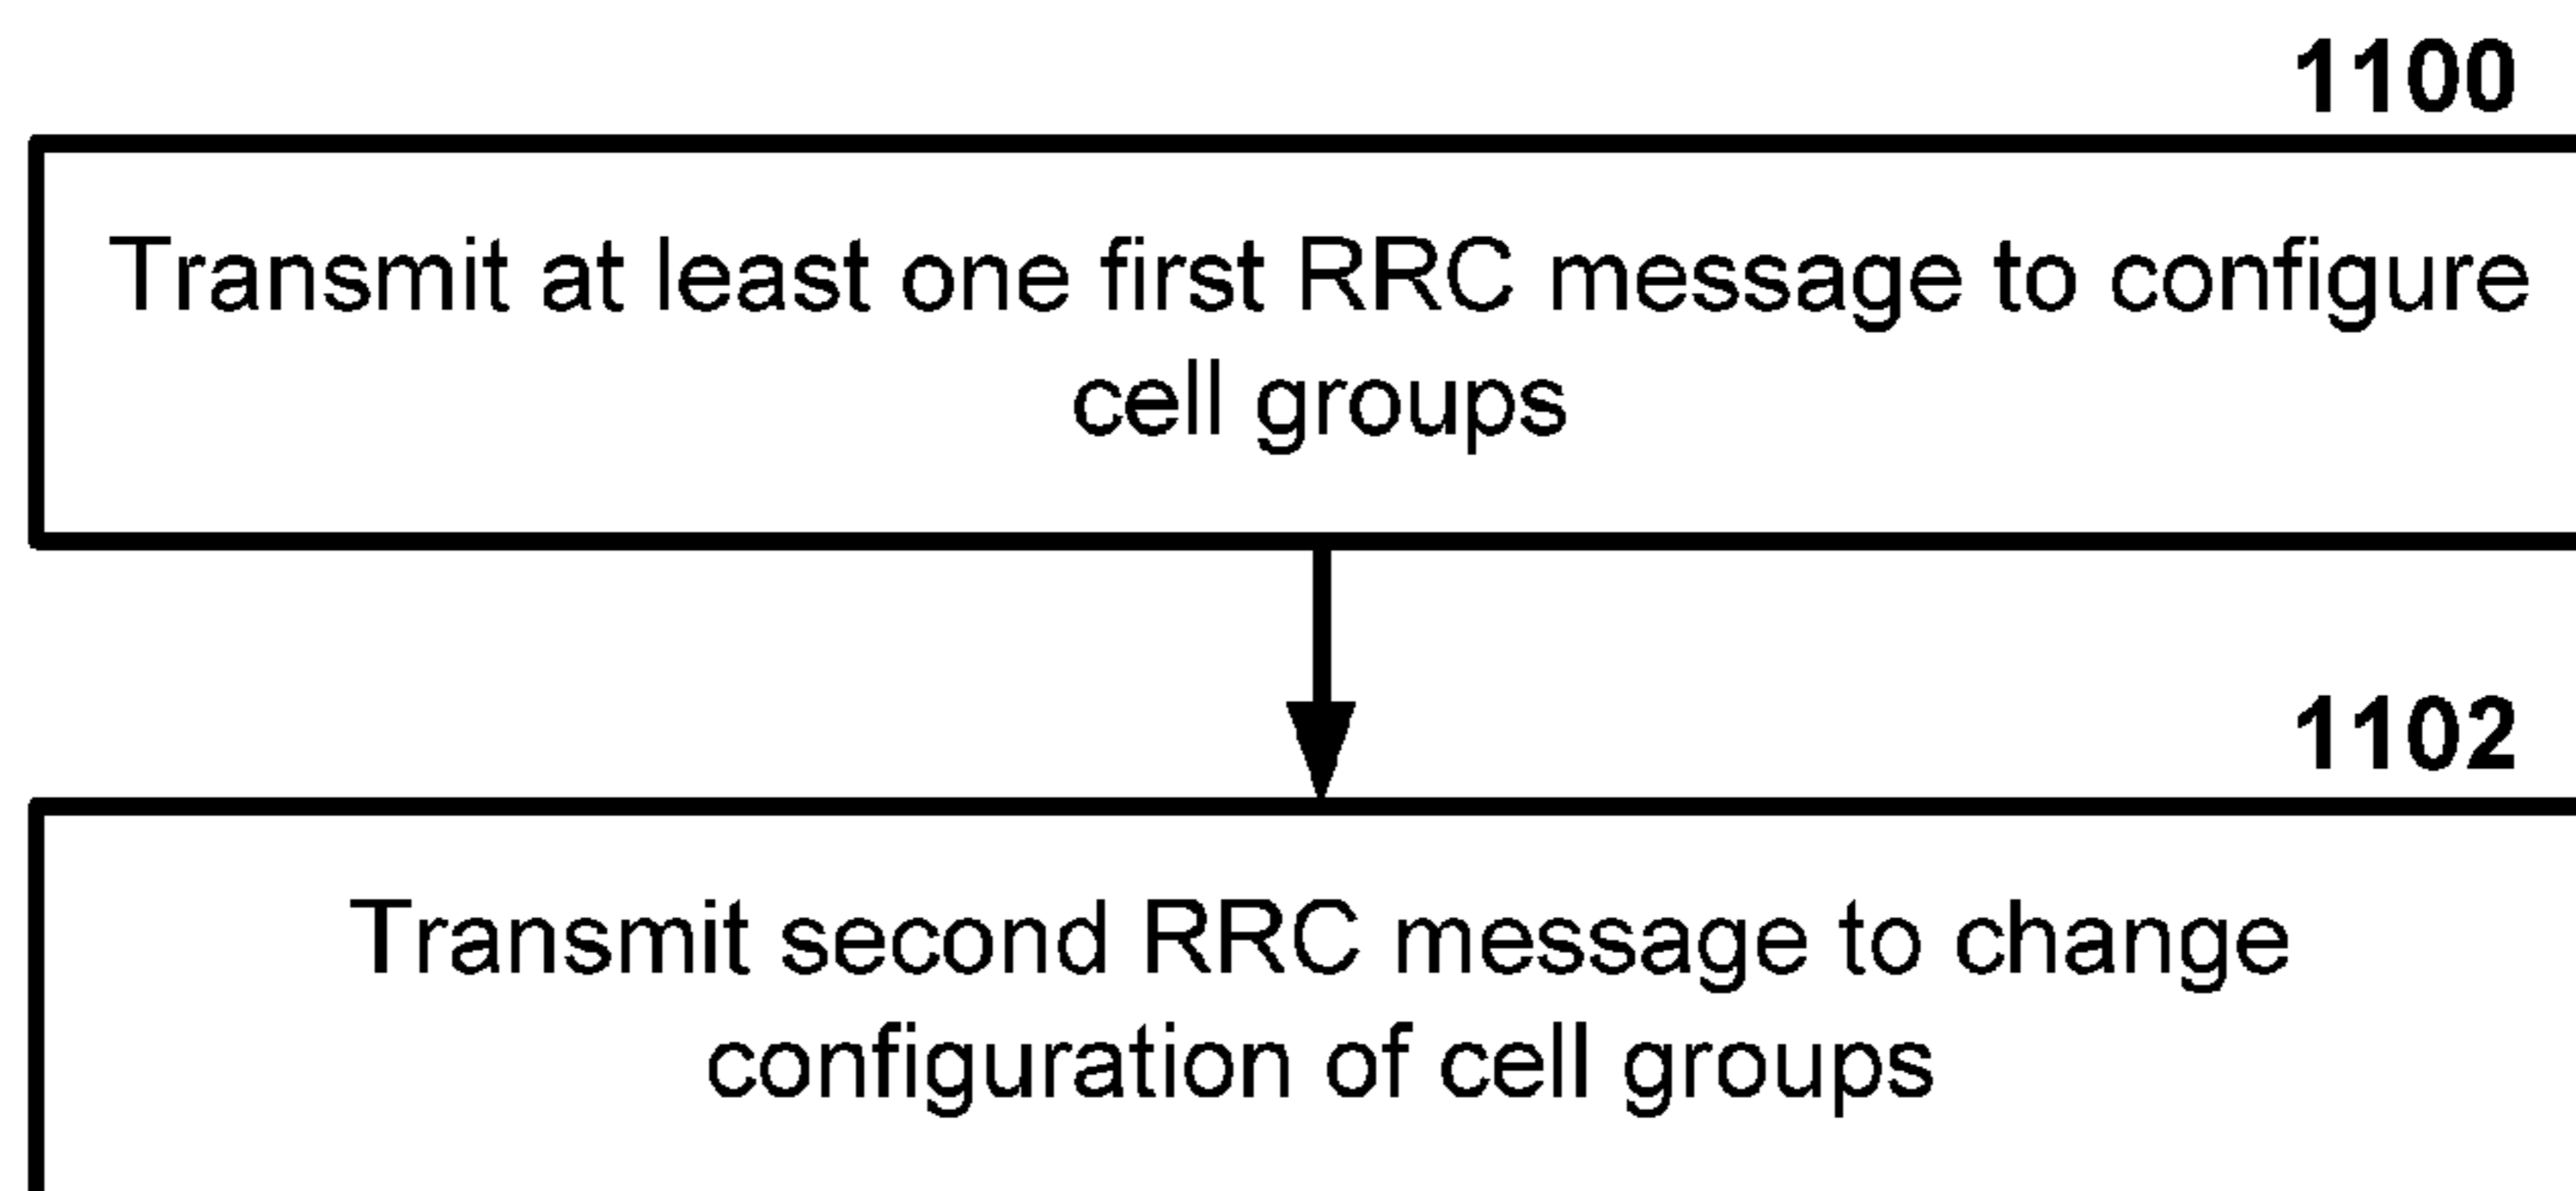 1100
Transmit at least one first RRC message to configure
cell groups
1102
Transmit second RRC message to change
configuration of cell groups